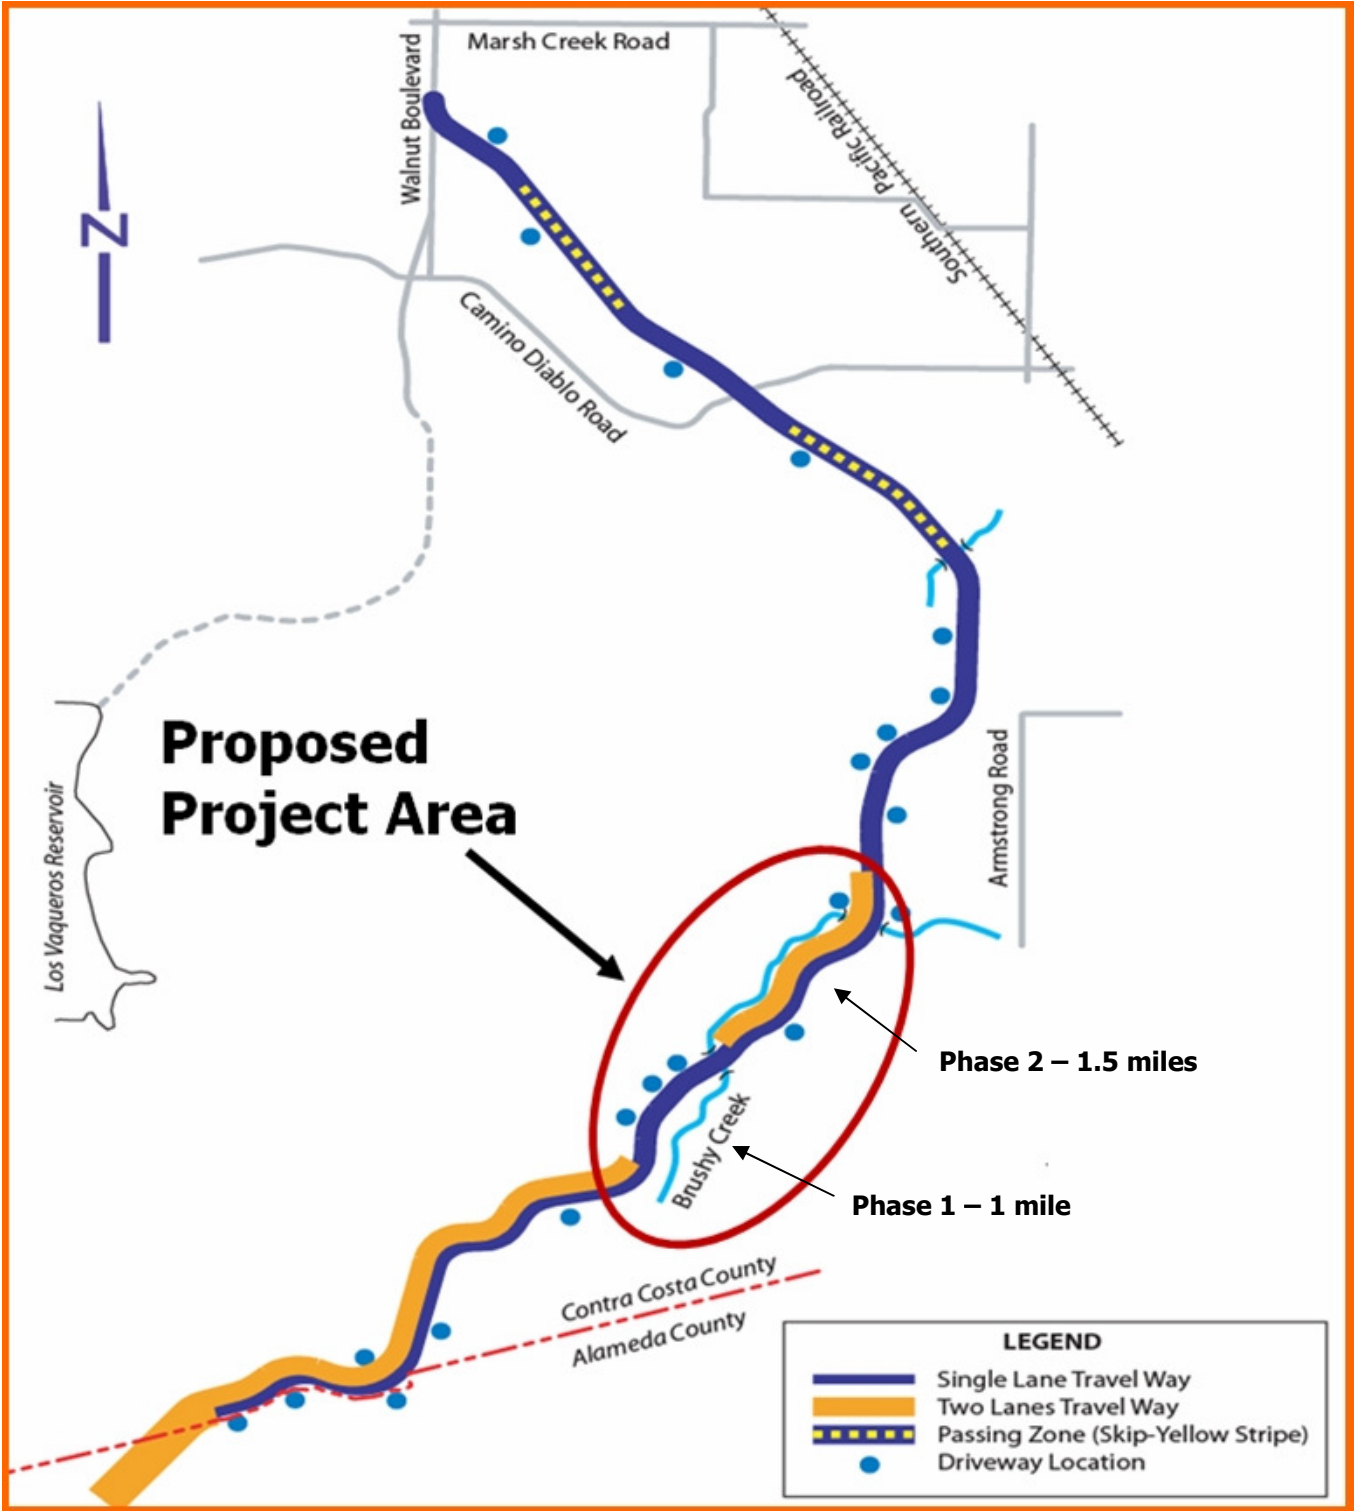 Marsh Creek Road
Walnut Boulevard
Southern Pacific Railroad
N
Camino Diablo Road
Proposed
Project Area
Los Vaqueros Reservoir
Armstrong Road
Phase 2 – 1.5 miles
Brushy Creek
Phase 1 – 1 mile
Contra Costa County
Alameda County
LEGEND
Single Lane Travel Way
Two Lanes Travel Way
Passing Zone (Skip-Yellow Stripe)
Driveway Location